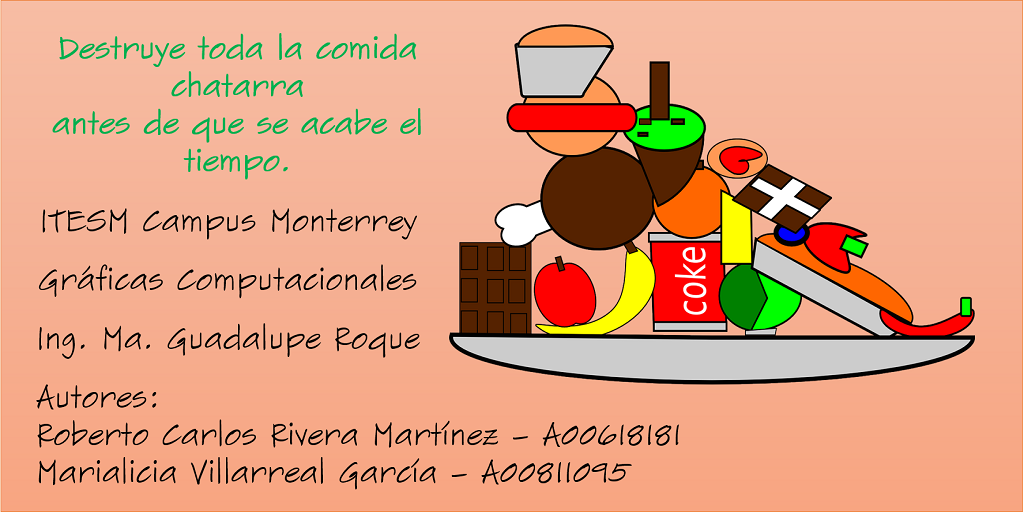 Destruye toda la comida
chatarra
antes de que se acabe el
tiempo.
ITESM Campus Monterrey
Gráficas Computacionales
Ing. Ma. Guadalupe Roque
Autores:
Roberto Carlos Rivera Martínez – A00618181
Marialicia Villarreal García – A00811095
coke